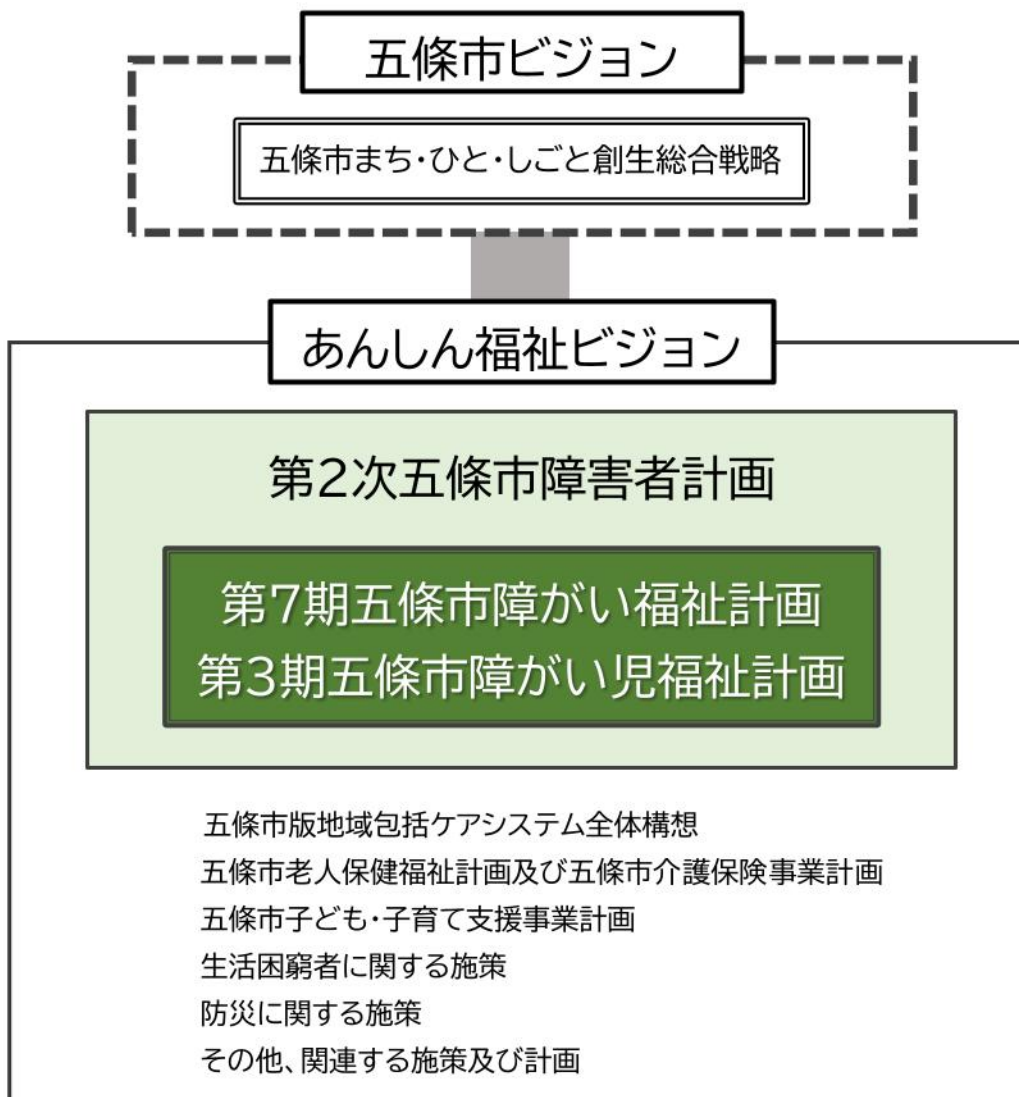 五條市ビジョン
五條市まち・ひと・しごと創生総合戦略
あんしん福祉ビジョン
第2次五條市障害者計画
第7期五條市障がい福祉計画
第3期五條市障がい児福祉計画
五條市版地域包括ケアシステム全体構想
五條市老人保健福祉計画及び五條市介護保険事業計画
五條市子ども・子育て支援事業計画
生活困窮者に関する施策
防災に関する施策
その他、関連する施策及び計画